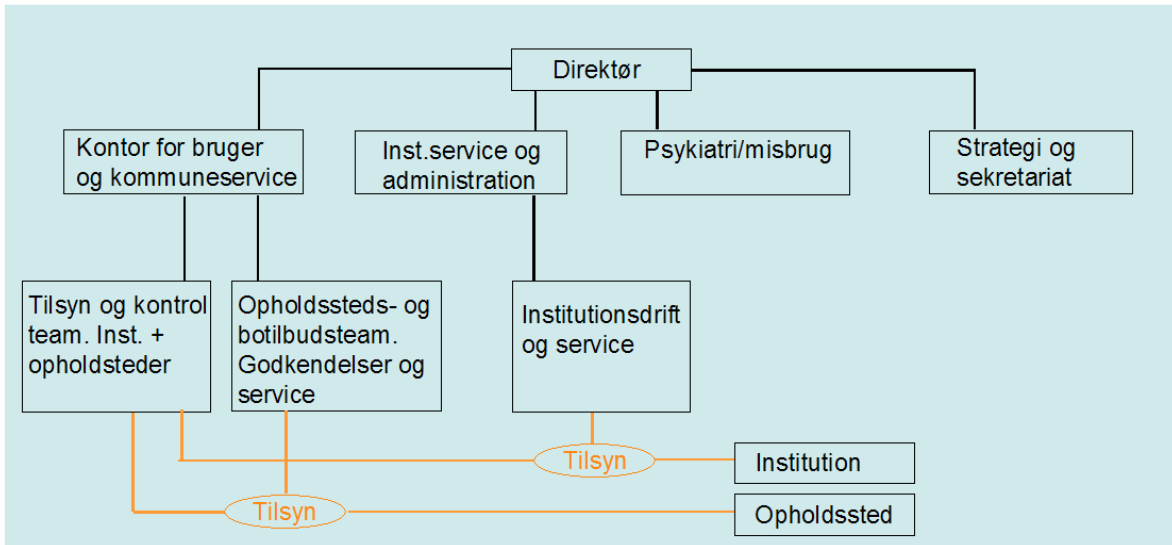 Direktør
Kontor for bruger
og kommuneservice
Inst.service og
administration
Psykiatri/misbrug
Strategi og
sekretariat
Tilsyn og kontrol
team. Inst. +
opholdsteder
Opholdssteds- og
botilbudsteam.
Godkendelser og
service
Institutionsdrift
og service
Tilsyn
Institution
Tilsyn
Opholdssted